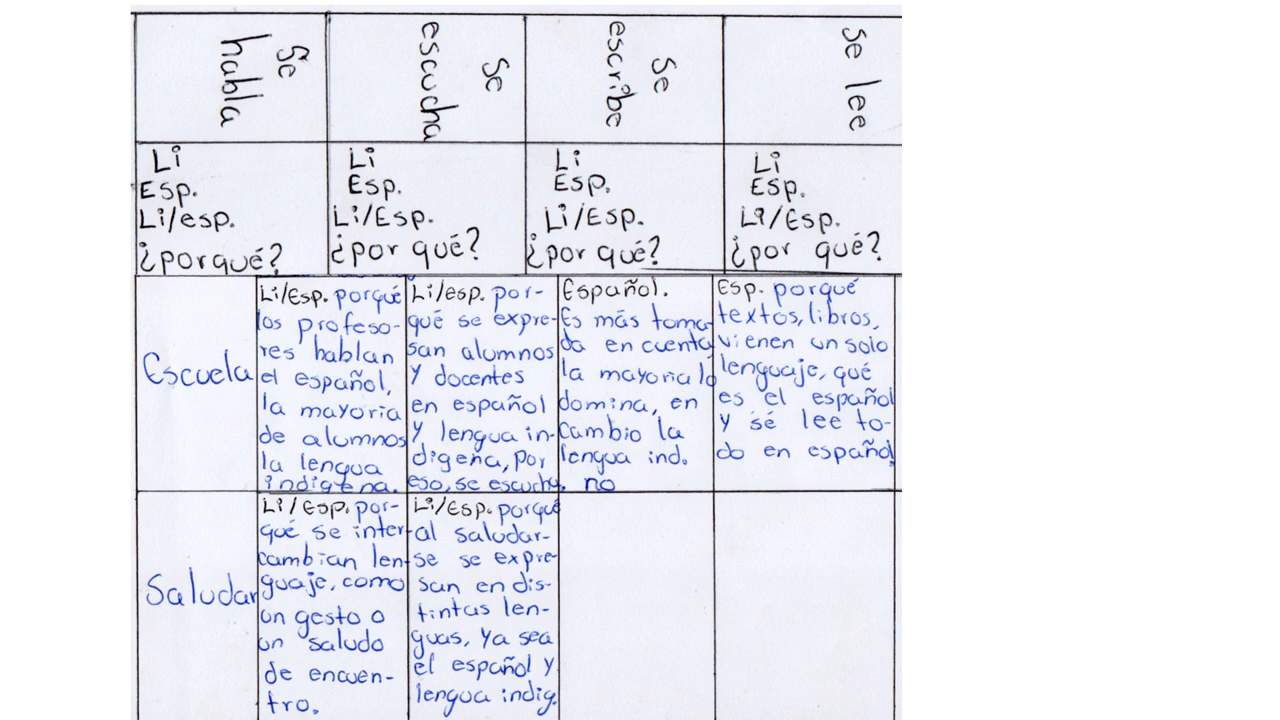 Se
habla
Se
escucha
Se
escribe
Se lee
Li
Esp.
Li/esp.
¿porqué?
Li
Esp.
Li/Esp.
¿por qué?
Li
Esp.
Li/Esp.
¿por qué?
Li
Esp.
Li/Esp.
¿por qué?
Escuela
Li/Esp. porqué
los profeso-
res hablan
el español,
la mayoria
de alumnos
la lengua
indigena.
Li/esp. por-
qué se expre-
san alumnos
y docentes
en español
y lengua in-
digena, por
eso, se escucha.
Español.
Es más toma-
da en cuenta
la mayoria lo
domina, en
cambio la
lengua ind.
no
Esp. porqué
textos, libros,
vienen un solo
lenguaje, qué
es el español
y sé lee to-
do en español
Saludar
Li/Esp. por-
qué se inter-
cambian len-
guaje, como
un gesto o
un saludo
de encuen-
tro.
Li/Esp. porqué
al saludar-
se se expre-
san en dis-
tintas len-
guas, ya sea
el español y
lengua indig.